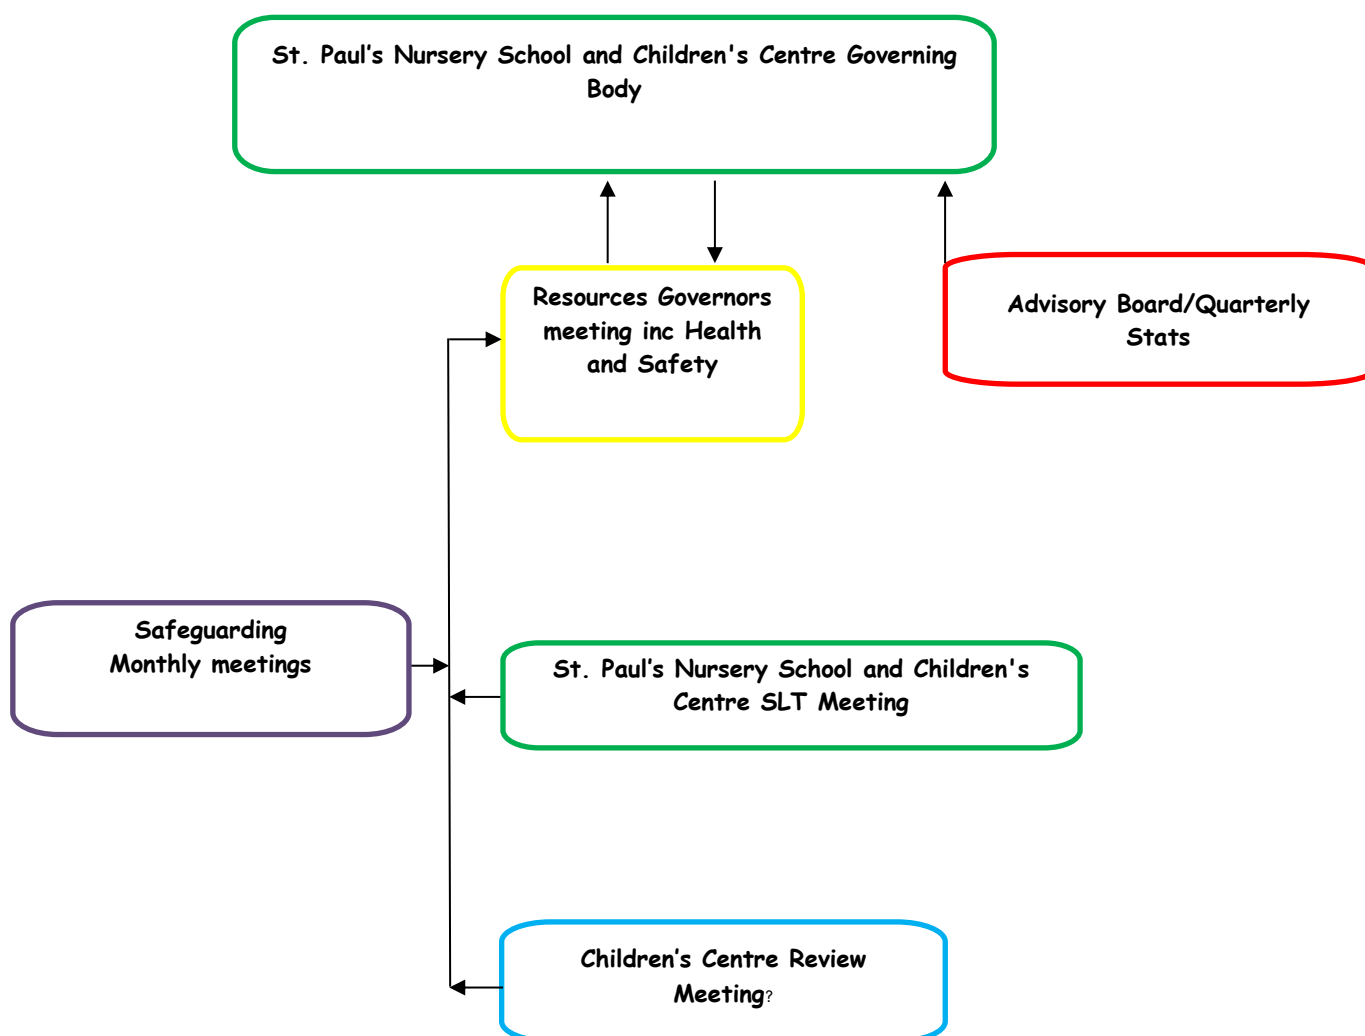 St. Paul’s Nursery School and Children's Centre Governing
Body
Resources Governors
meeting inc Health
and Safety
Advisory Board/Quarterly
Stats
Safeguarding
Monthly meetings
St. Paul’s Nursery School and Children's
Centre SLT Meeting
Children’s Centre Review
Meeting?